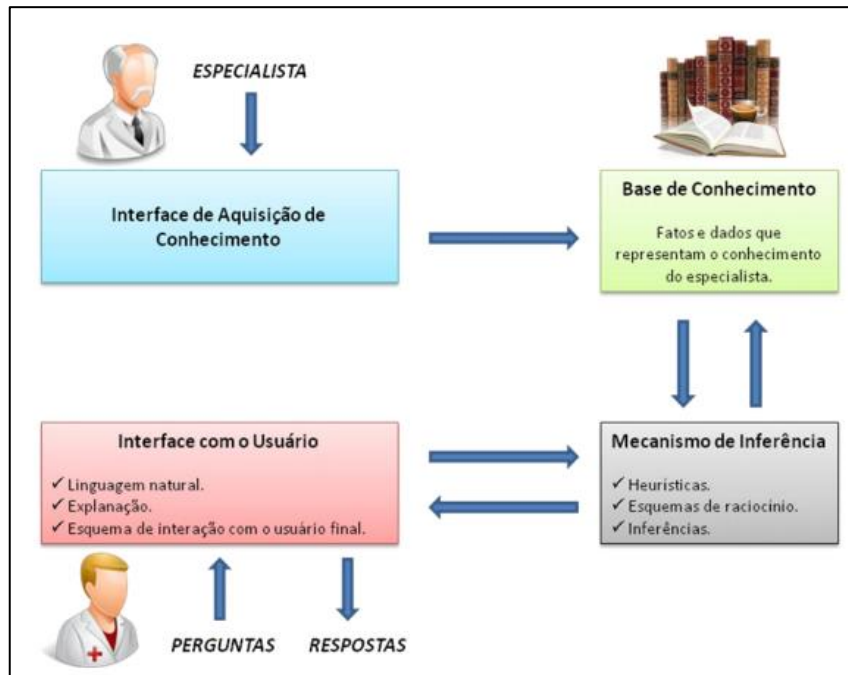 ESPECIALISTA
Interface de Aquisição de
Conhecimento
Base de Conhecimento
Fatos e dados que
representam o conhecimento
do especialista.
Interface com o Usuário
✓ Linguagem natural.
✓ Explanação.
✓ Esquema de interação com o usuário final.
Mecanismo de Inferência
✓ Heurísticas.
✓ Esquemas de raciocínio.
✓ Inferências.
PERGUNTAS
RESPOSTAS